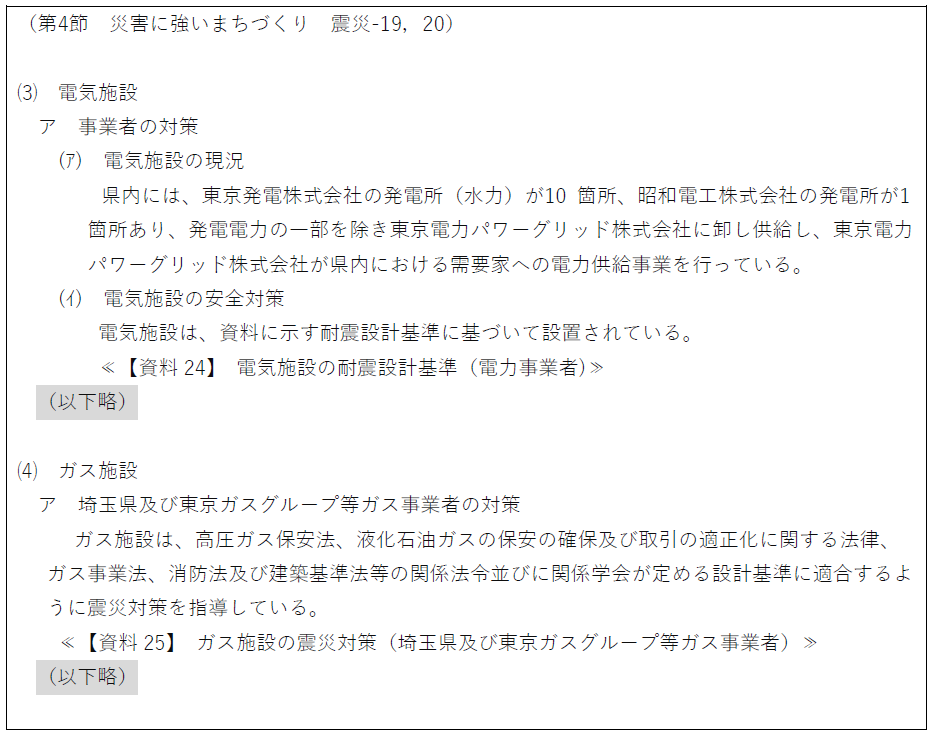 （第4節　災害に強いまちづくり　震災-19，20）
⑶　電気施設
ア　事業者の対策
㋐　電気施設の現況
県内には、東京発電株式会社の発電所（水力）が10 箇所、昭和電工株式会社の発電所が1
箇所あり、発電電力の一部を除き東京電力パワーグリッド株式会社に卸し供給し、東京電力
パワーグリッド株式会社が県内における需要家への電力供給事業を行っている。
(ｲ)　電気施設の安全対策
電気施設は、資料に示す耐震設計基準に基づいて設置されている。
≪【資料 24】　電気施設の耐震設計基準（電力事業者）≫
（以下略）
⑷　ガス施設
ア　埼玉県及び東京ガスグループ等ガス事業者の対策
ガス施設は、高圧ガス保安法、液化石油ガスの保安の確保及び取引の適正化に関する法律、
ガス事業法、消防法及び建築基準法等の関係法令並びに関係学会が定める設計基準に適合するよ
うに震災対策を指導している。
≪【資料 25】　ガス施設の震災対策（埼玉県及び東京ガスグループ等ガス事業者）≫
（以下略）